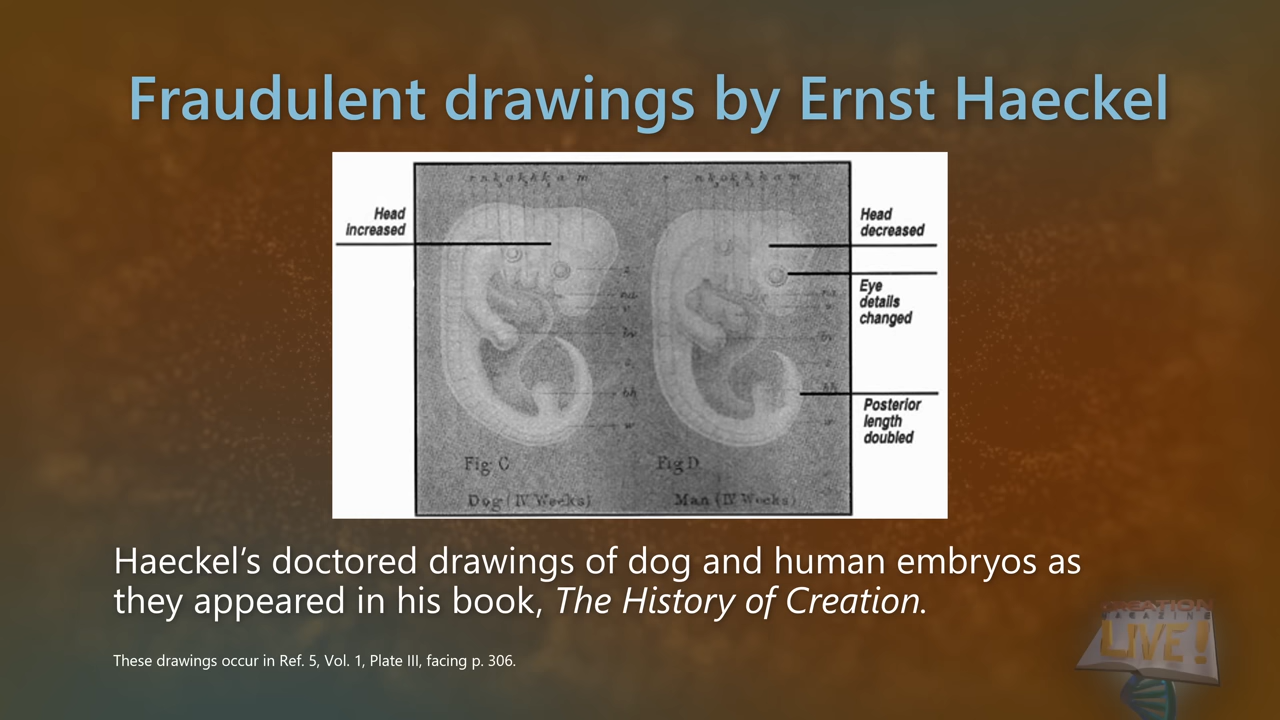 Fraudulent drawings by Ernst Haeckel
Head
increased
Head
decreased
Eye
details
changed
Posterior
length
doubled
Fig C
Fig D
Dog (IV Weeks)
Man (IV Weeks)
Haeckel’s doctored drawings of dog and human embryos as
they appeared in his book, The History of Creation.
These drawings occur in Ref. 5, Vol. 1, Plate III, facing p. 306.
CREATION
MAGAZINE
LIVE!